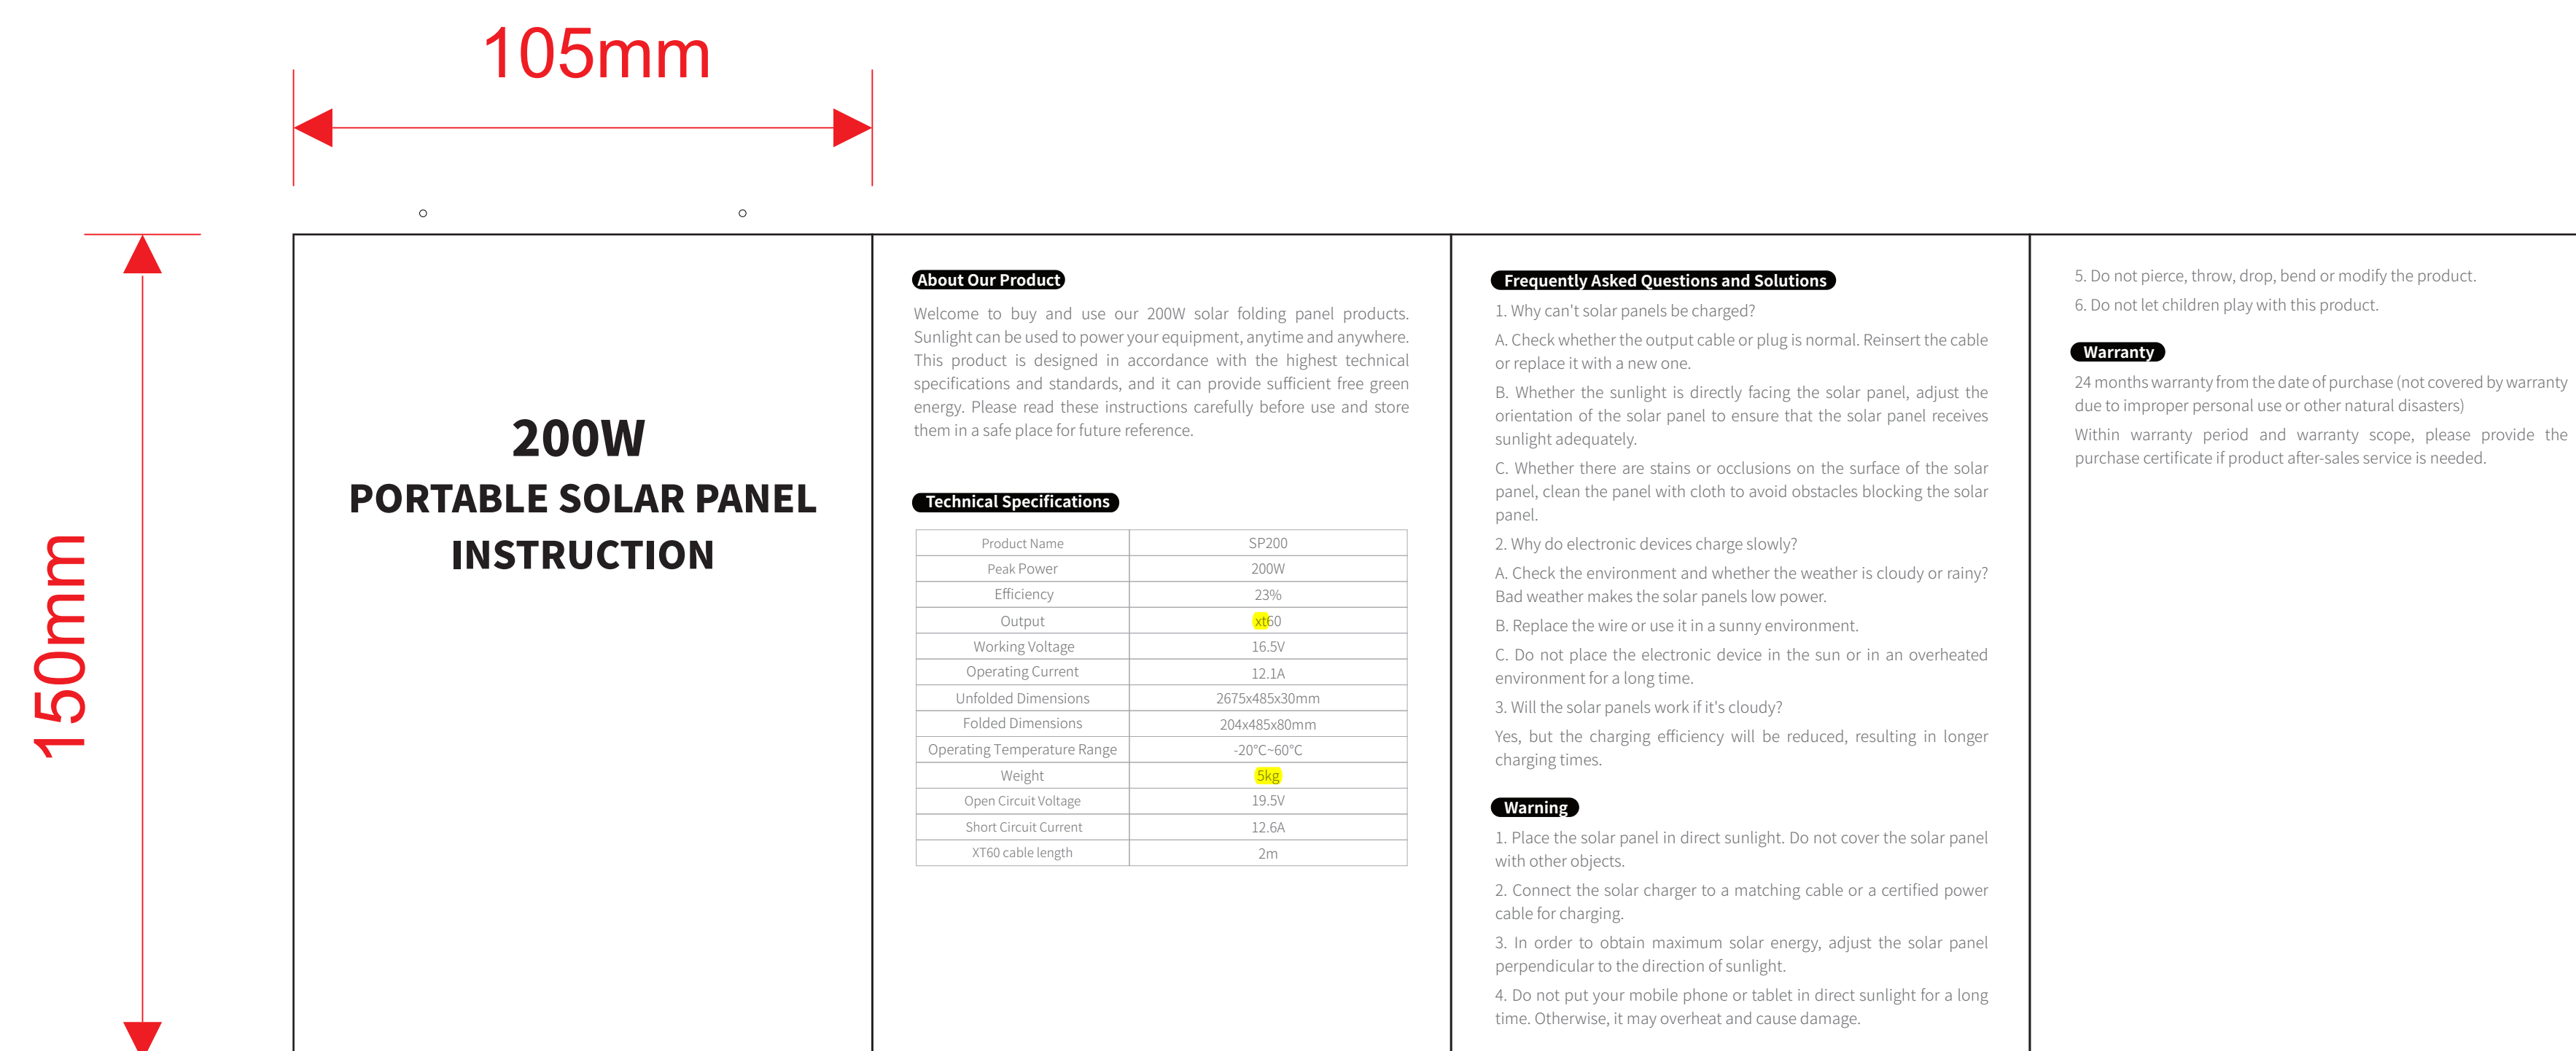 105mm
150mm
200W
PORTABLE SOLAR PANEL
INSTRUCTION
About Our Product
Welcome to buy and use our 200W solar folding panel products.
Sunlight can be used to power your equipment, anytime and anywhere.
This product is designed in accordance with the highest technical
specifications and standards, and it can provide sufficient free green
energy. Please read these instructions carefully before use and store
them in a safe place for future reference.
Technical Specifications
Product Name SP200
Peak Power 200W
Efficiency 23%
Output xt60
Working Voltage 16.5V
Operating Current 12.1A
Unfolded Dimensions 2675x485x30mm
Folded Dimensions 204x485x80mm
Operating Temperature Range -20°C~60°C
Weight 5kg
Open Circuit Voltage 19.5V
Short Circuit Current 12.6A
XT60 cable length 2m
Frequently Asked Questions and Solutions
1. Why can't solar panels be charged?
A. Check whether the output cable or plug is normal. Reinsert the cable
or replace it with a new one.
B. Whether the sunlight is directly facing the solar panel, adjust the
orientation of the solar panel to ensure that the solar panel receives
sunlight adequately.
C. Whether there are stains or occlusions on the surface of the solar
panel, clean the panel with cloth to avoid obstacles blocking the solar
panel.
2. Why do electronic devices charge slowly?
A. Check the environment and whether the weather is cloudy or rainy?
Bad weather makes the solar panels low power.
B. Replace the wire or use it in a sunny environment.
C. Do not place the electronic device in the sun or in an overheated
environment for a long time.
3. Will the solar panels work if it's cloudy?
Yes, but the charging efficiency will be reduced, resulting in longer
charging times.
Warning
1. Place the solar panel in direct sunlight. Do not cover the solar panel
with other objects.
2. Connect the solar charger to a matching cable or a certified power
cable for charging.
3. In order to obtain maximum solar energy, adjust the solar panel
perpendicular to the direction of sunlight.
4. Do not put your mobile phone or tablet in direct sunlight for a long
time. Otherwise, it may overheat and cause damage.
5. Do not pierce, throw, drop, bend or modify the product.
6. Do not let children play with this product.
Warranty
24 months warranty from the date of purchase (not covered by warranty
due to improper personal use or other natural disasters)
Within warranty period and warranty scope, please provide the
purchase certificate if product after-sales service is needed.